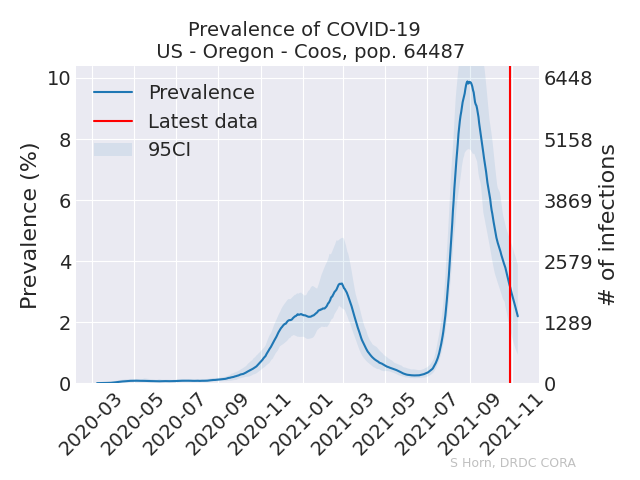 Prevalence of COVID-19
US - Oregon - Coos, pop. 64487
Prevalence
Latest data
95CI
Prevalence (%)
10
8
6
4
2
0
6448
5158
3869
2579
1289
0
# of infections
2020-03
2020-05
2020-07
2020-09
2020-11
2021-01
2021-03
2021-05
2021-07
2021-09
2021-11
S Horn, DRDC CORA